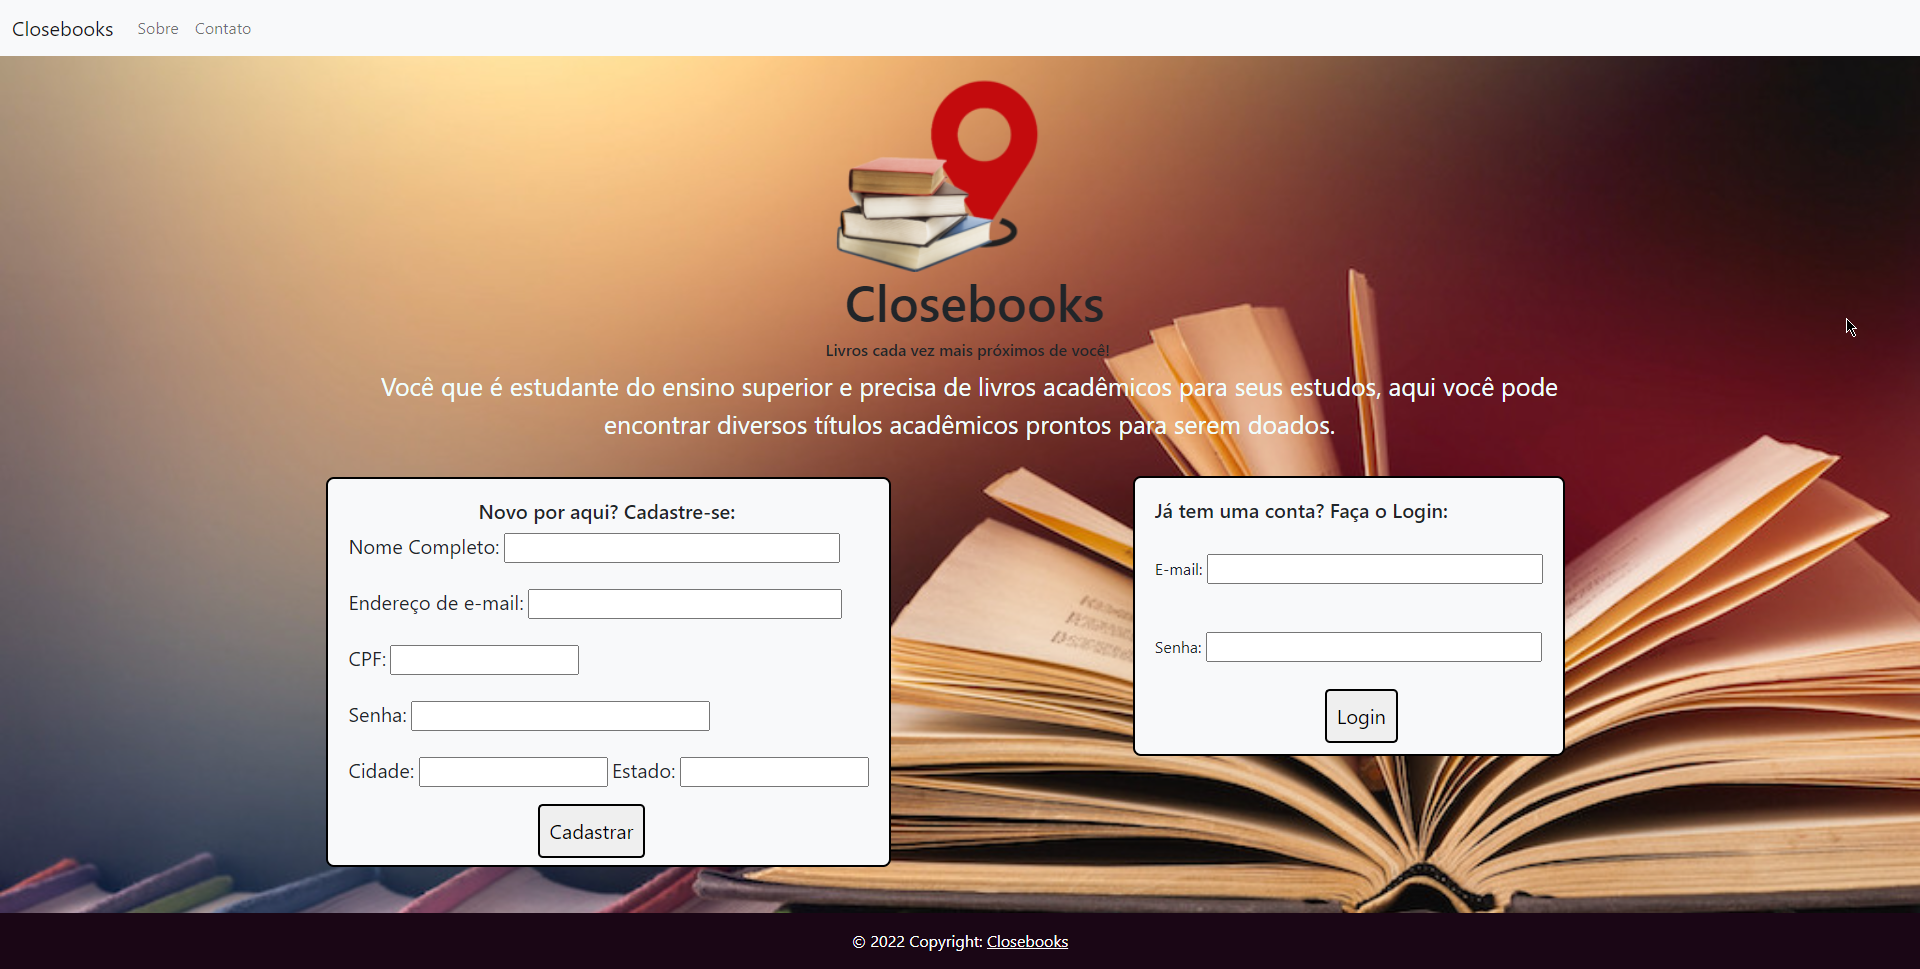 Closebooks Sobre Contato
Closebooks
Livros cada vez mais próximos de você!
Você que é estudante do ensino superior e precisa de livros acadêmicos para seus estudos, aqui você pode
encontrar diversos títulos acadêmicos prontos para serem doados.
Novo por aqui? Cadastre-se:
Nome Completo:
Endereço de e-mail:
CPF:
Senha:
Cidade: Estado:
Cadastrar
Já tem uma conta? Faça o Login:
E-mail:
Senha:
Login
© 2022 Copyright: Closebooks